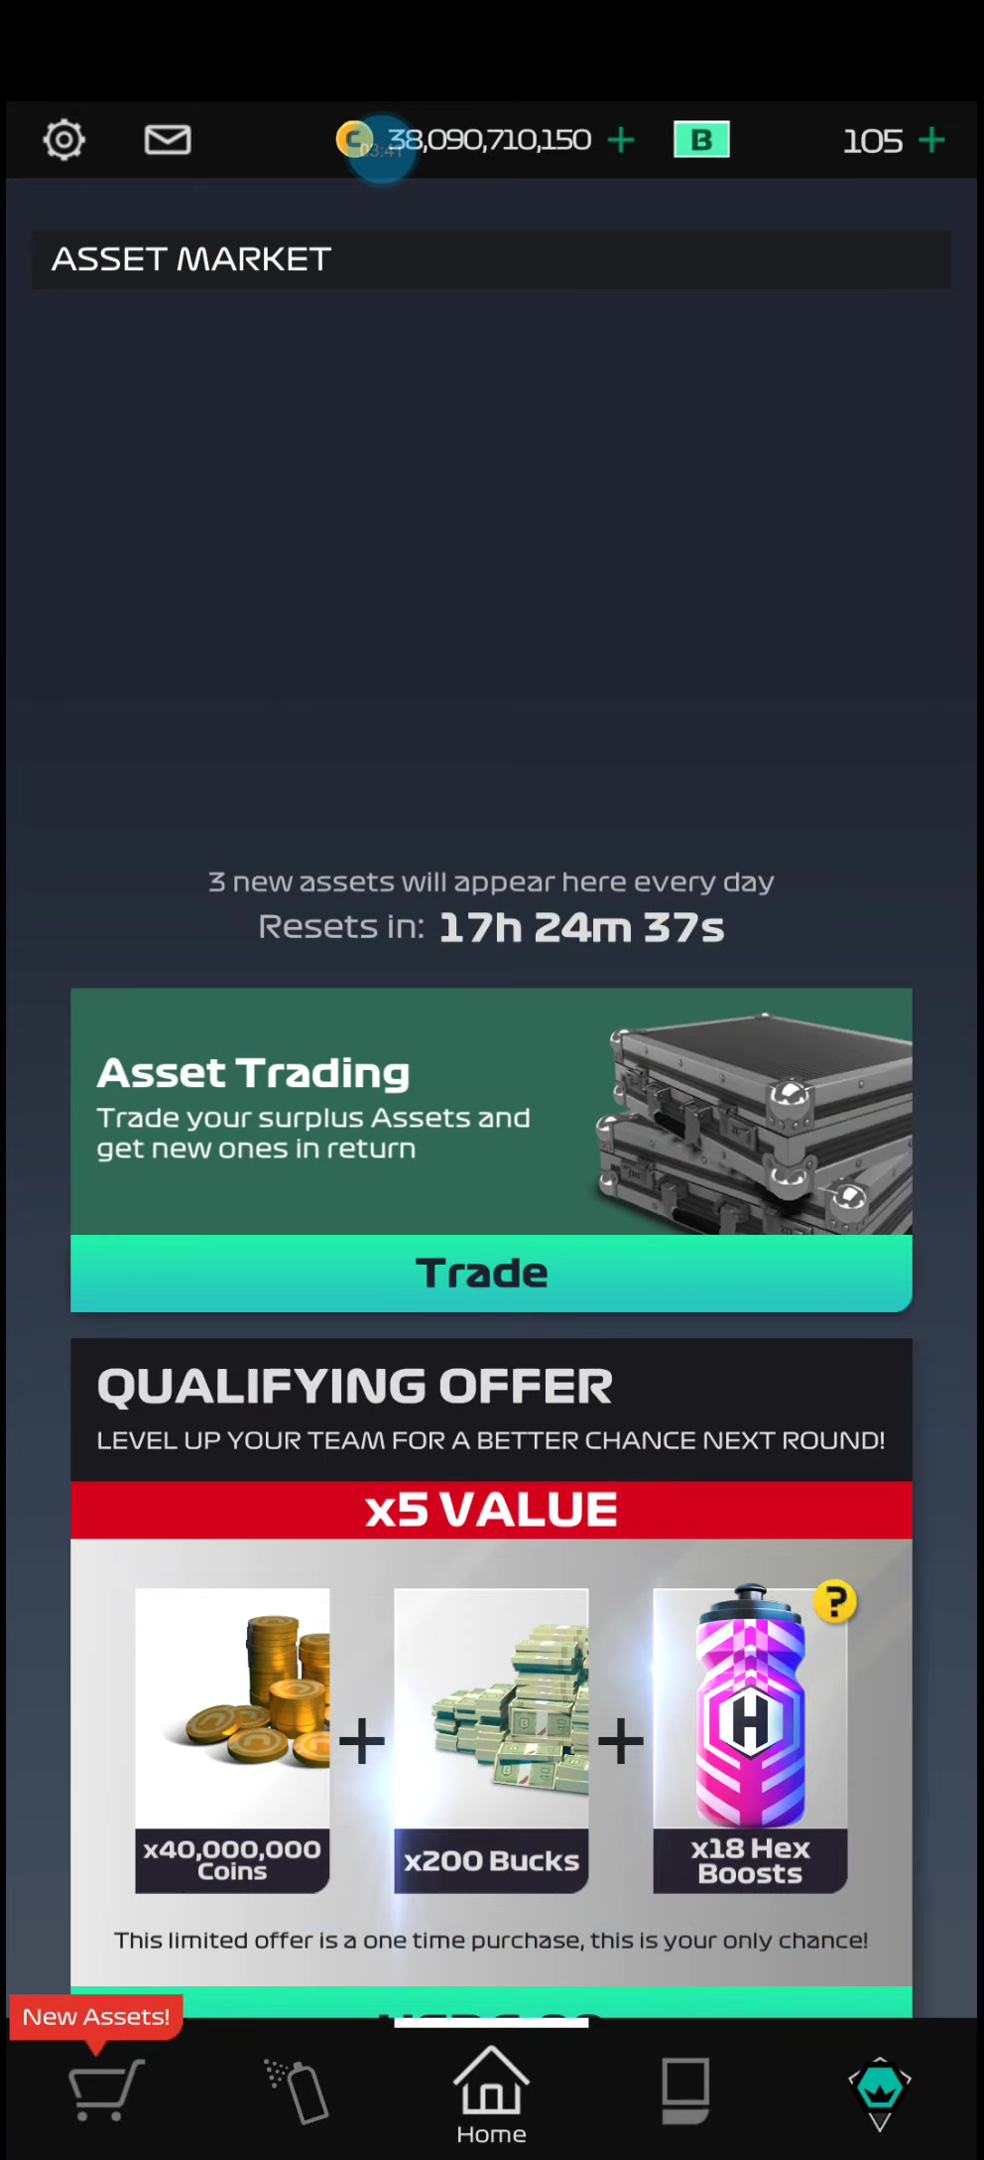 38,090,710,150 + B 105 +
03:41
ASSET MARKET
3 new assets will appear here every day
Resets in: 17h 24m 37s
Asset Trading
Trade your surplus Assets and
get new ones in return
Trade
QUALIFYING OFFER
LEVEL UP YOUR TEAM FOR A BETTER CHANCE NEXT ROUND!
x5 VALUE
?
H
+ +
x40,000,000
Coins
x200 Bucks
x18 Hex
Boosts
This limited offer is a one time purchase, this is your only chance!
New Assets!
Home